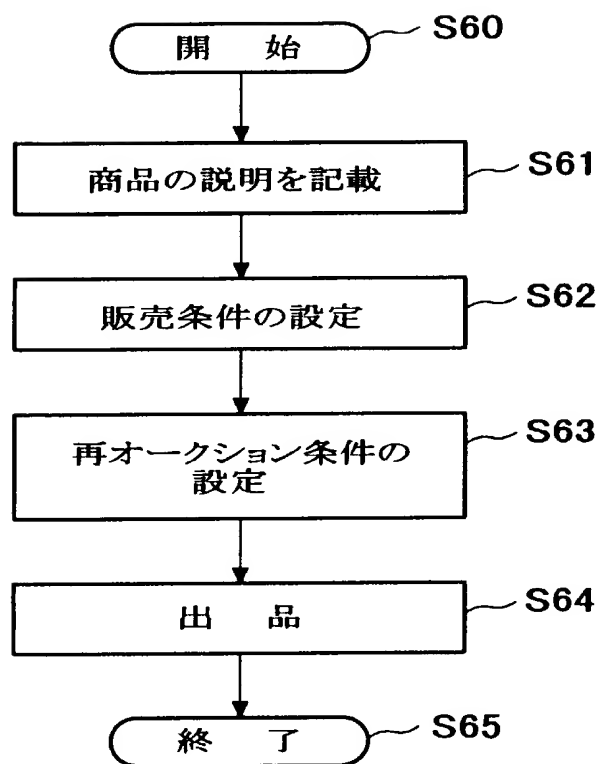 開 始
S60
商品の説明を記載
S61
販売条件の設定
S62
再オークション条件の
設定
S63
出 品
S64
終 了
S65